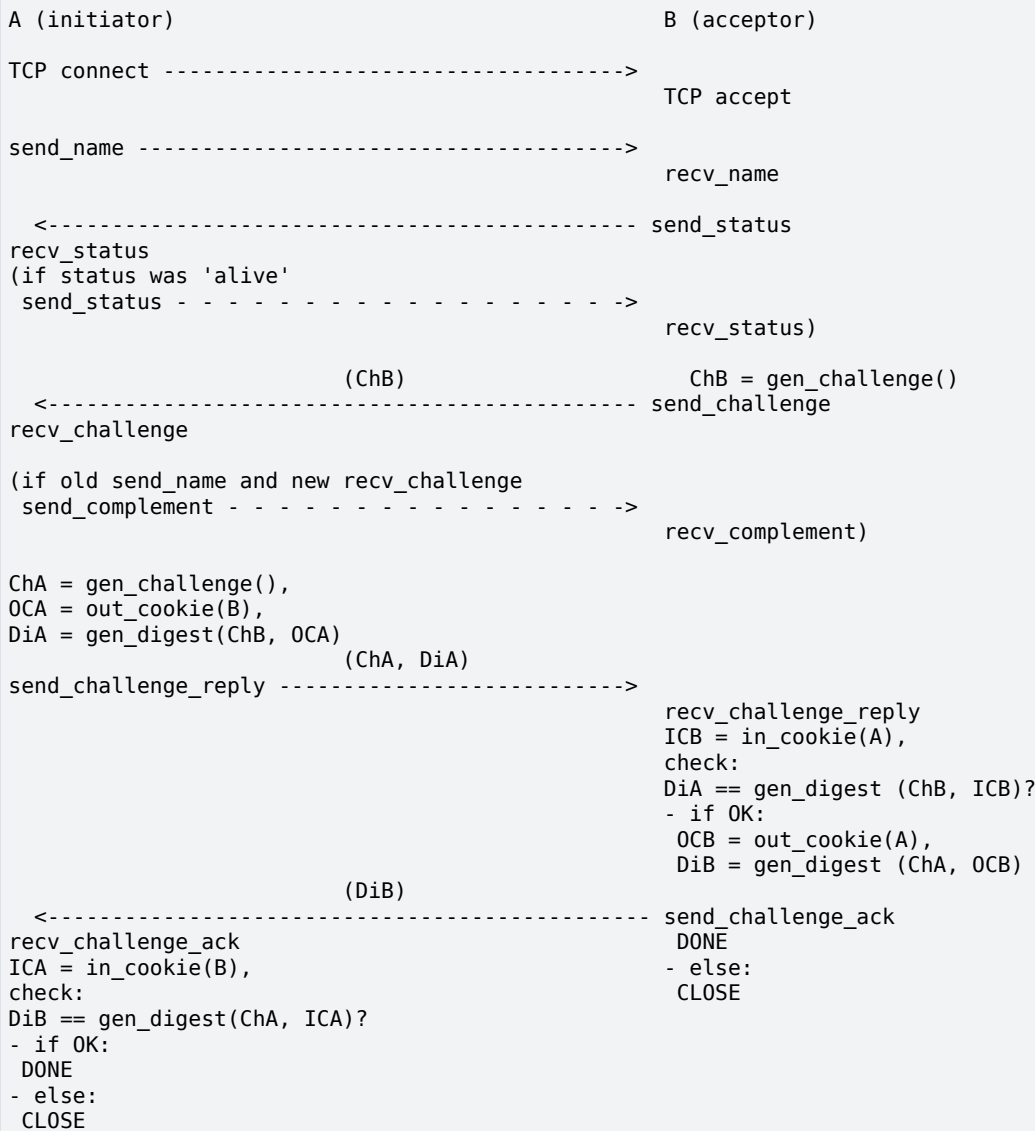 A (initiator)                                      B (acceptor)

TCP connect ------------------------------------>
                                                   TCP accept

send_name -------------------------------------->
                                                   recv_name

  <---------------------------------------------- send_status
recv_status
(if status was 'alive'
 send_status - - - - - - - - - - - - - - - - - ->
                                                   recv_status)

                          (ChB)                      ChB = gen_challenge()
  <---------------------------------------------- send_challenge
recv_challenge

(if old send_name and new recv_challenge
 send_complement - - - - - - - - - - - - - - - ->
                                                   recv_complement)

ChA = gen_challenge(),
OCA = out_cookie(B),
DiA = gen_digest(ChB, OCA)
                          (ChA, DiA)
send_challenge_reply --------------------------->
                                                   recv_challenge_reply
                                                   ICB = in_cookie(A),
                                                   check:
                                                   DiA == gen_digest (ChB, ICB)?
                                                   - if OK:
                                                    OCB = out_cookie(A),
                                                    DiB = gen_digest (ChA, OCB)
                          (DiB)
  <----------------------------------------------- send_challenge_ack
recv_challenge_ack                                  DONE
ICA = in_cookie(B),                                - else:
check:                                              CLOSE
DiB == gen_digest(ChA, ICA)?
- if OK:
 DONE
- else:
 CLOSE